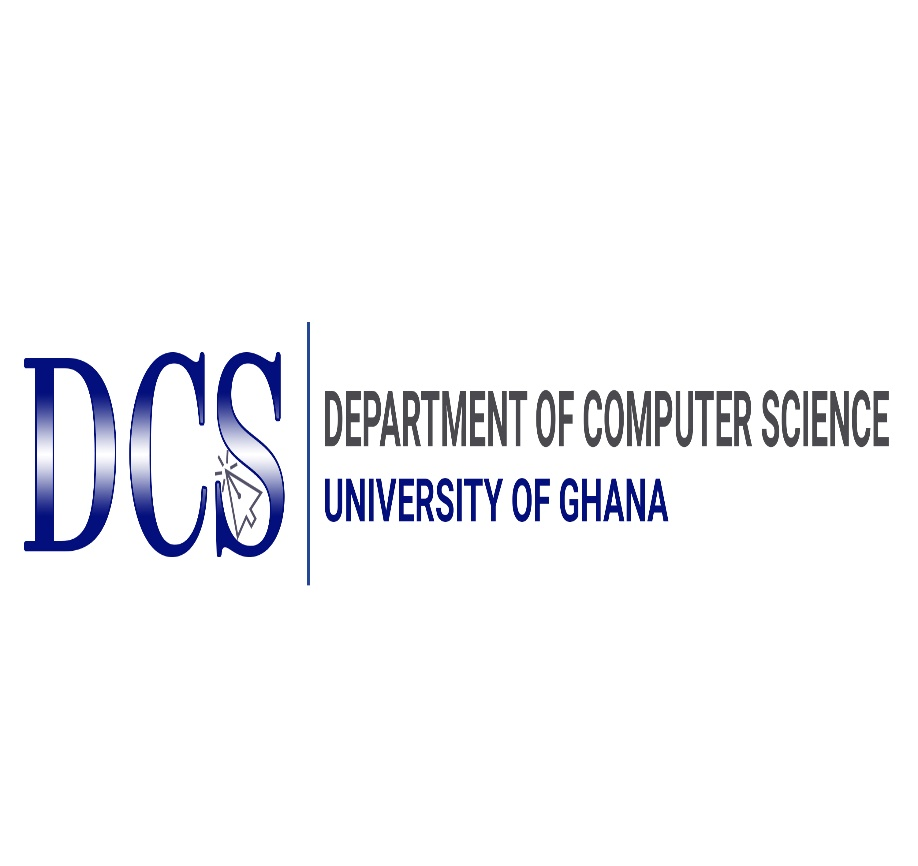 DCS
DEPARTMENT OF COMPUTER SCIENCE
UNIVERSITY OF GHANA